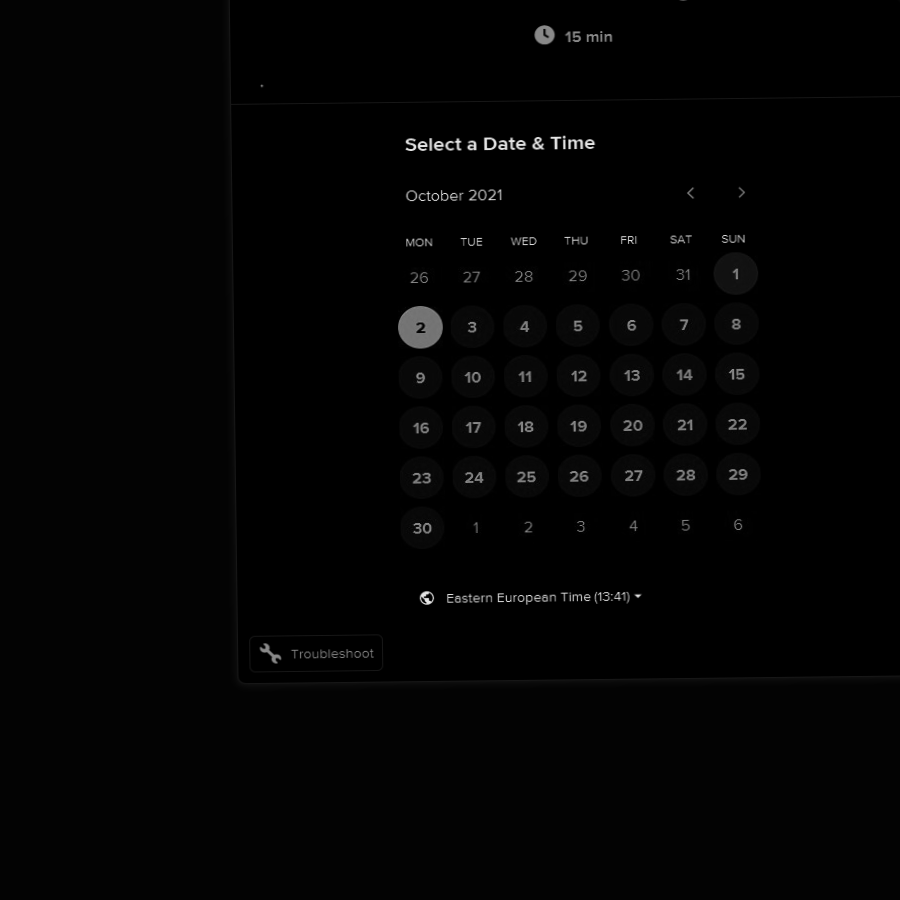 15 min
Select a Date & Time
October 2021
MON TUE WED THU FRI SAT SUN
26 27 28 29 30 31 1
2 3 4 5 6 7 8
9 10 11 12 13 14 15
16 17 18 19 20 21 22
23 24 25 26 27 28 29
30 1 2 3 4 5 6
Eastern European Time (13:41)
Troubleshoot